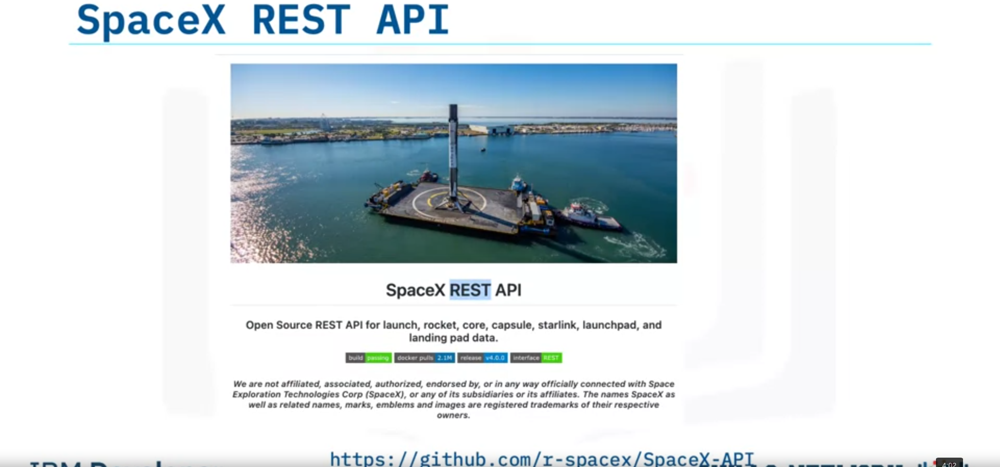 SpaceX REST API
SpaceX REST API
Open Source REST API for launch, rocket, core, capsule, starlink, launchpad, and
landing pad data.
build passing docker pulls 2.1M release v4.0.0 interface REST
We are not affiliated, associated, authorized, endorsed by, or in any way officially connected with Space
Exploration Technologies Corp (SpaceX), or any of its subsidiaries or its affiliates. The names SpaceX as
well as related names, marks, emblems and images are registered trademarks of their respective
owners.
https://github.com/r-spacex/SpaceX-API
IBM Developer
NETWORK
4:02